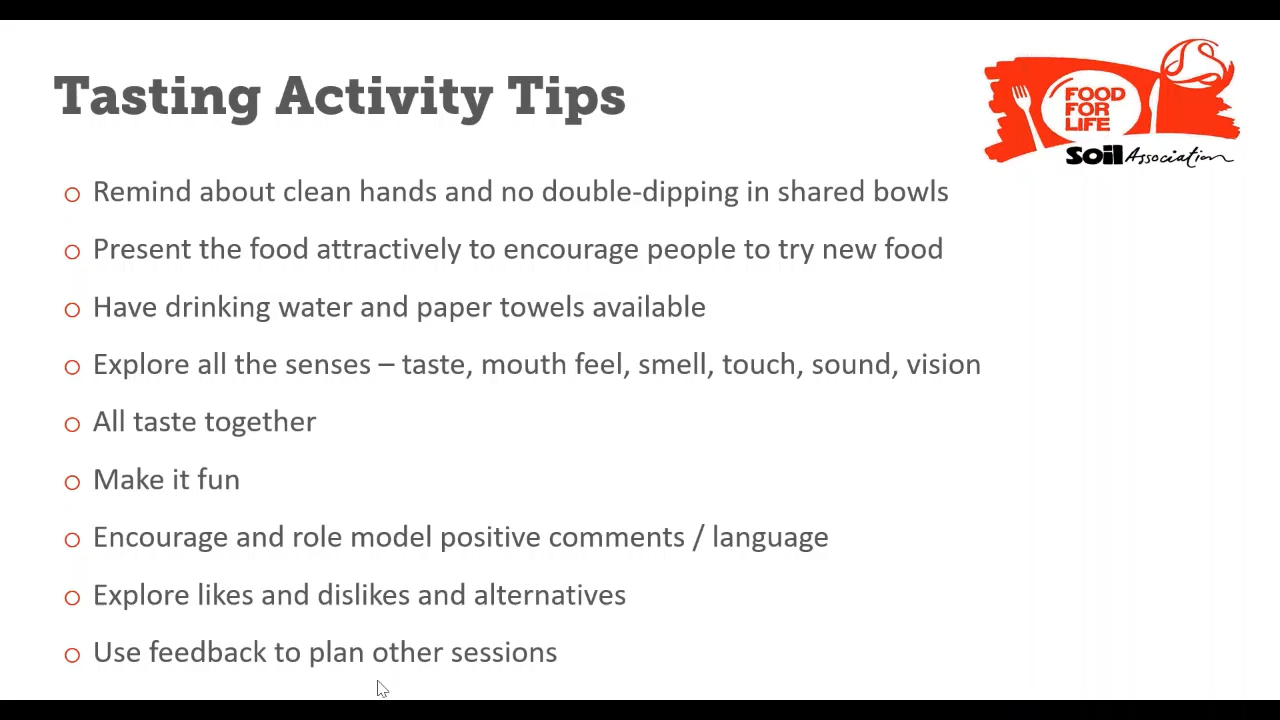 Tasting Activity Tips
FOOD
FOR
LIFE
Soil Association
Remind about clean hands and no double-dipping in shared bowls
Present the food attractively to encourage people to try new food
Have drinking water and paper towels available
Explore all the senses – taste, mouth feel, smell, touch, sound, vision
All taste together
Make it fun
Encourage and role model positive comments / language
Explore likes and dislikes and alternatives
Use feedback to plan other sessions